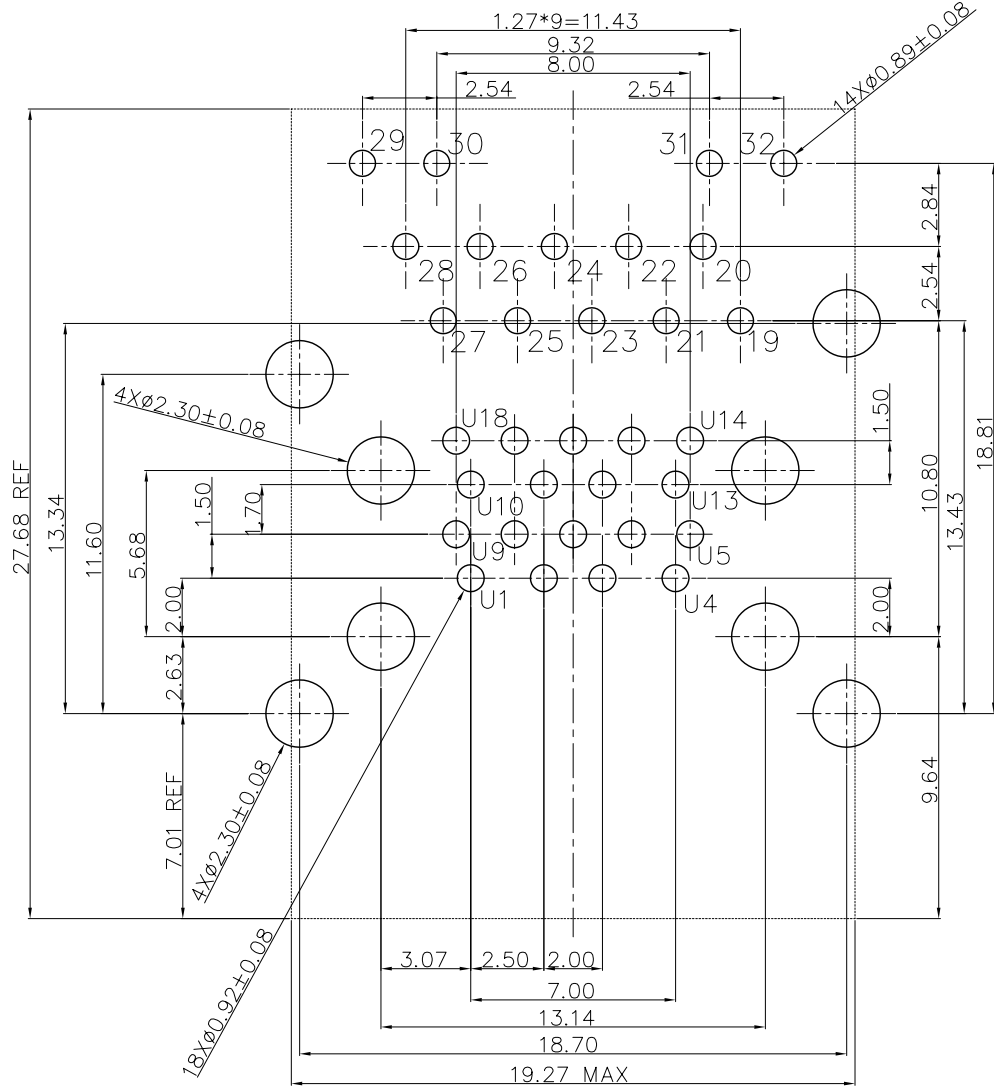 1.27*9=11.43
9.32
8.00
2.54
2.54
14Xø0.89±0.08
29
30
31
32
2.84
28
26
24
22
20
2.54
27
25
23
21
19
4Xø2.30±0.08
U18
U14
1.50
18.81
27.68 REF
13.34
11.60
5.68
1.50
1.70
U10
U13
10.80
13.43
U9
U5
U1
U4
2.00
2.00
2.63
7.01 REF
4Xø2.30±0.08
9.64
18Xø0.92±0.08
3.07
2.50
2.00
7.00
13.14
18.70
19.27 MAX